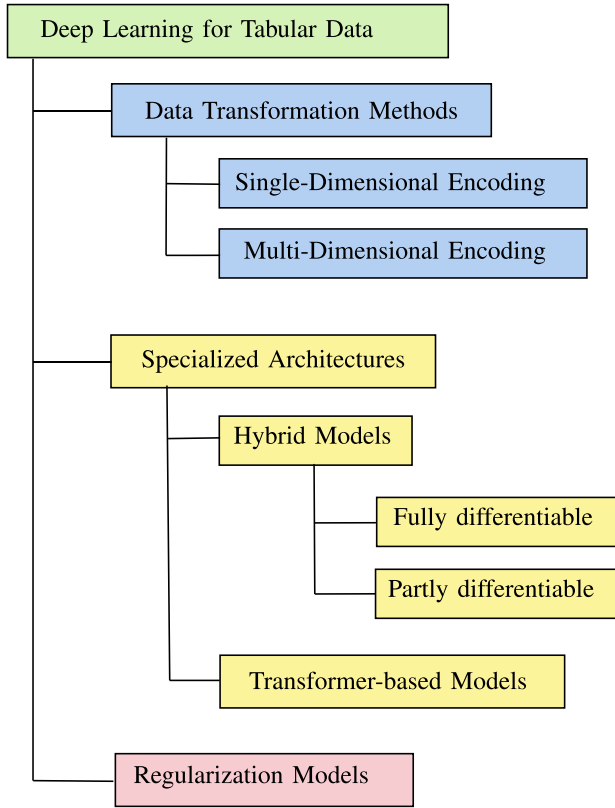 Deep Learning for Tabular Data
Data Transformation Methods
Single-Dimensional Encoding
Multi-Dimensional Encoding
Specialized Architectures
Hybrid Models
Fully differentiable
Partly differentiable
Transformer-based Models
Regularization Models